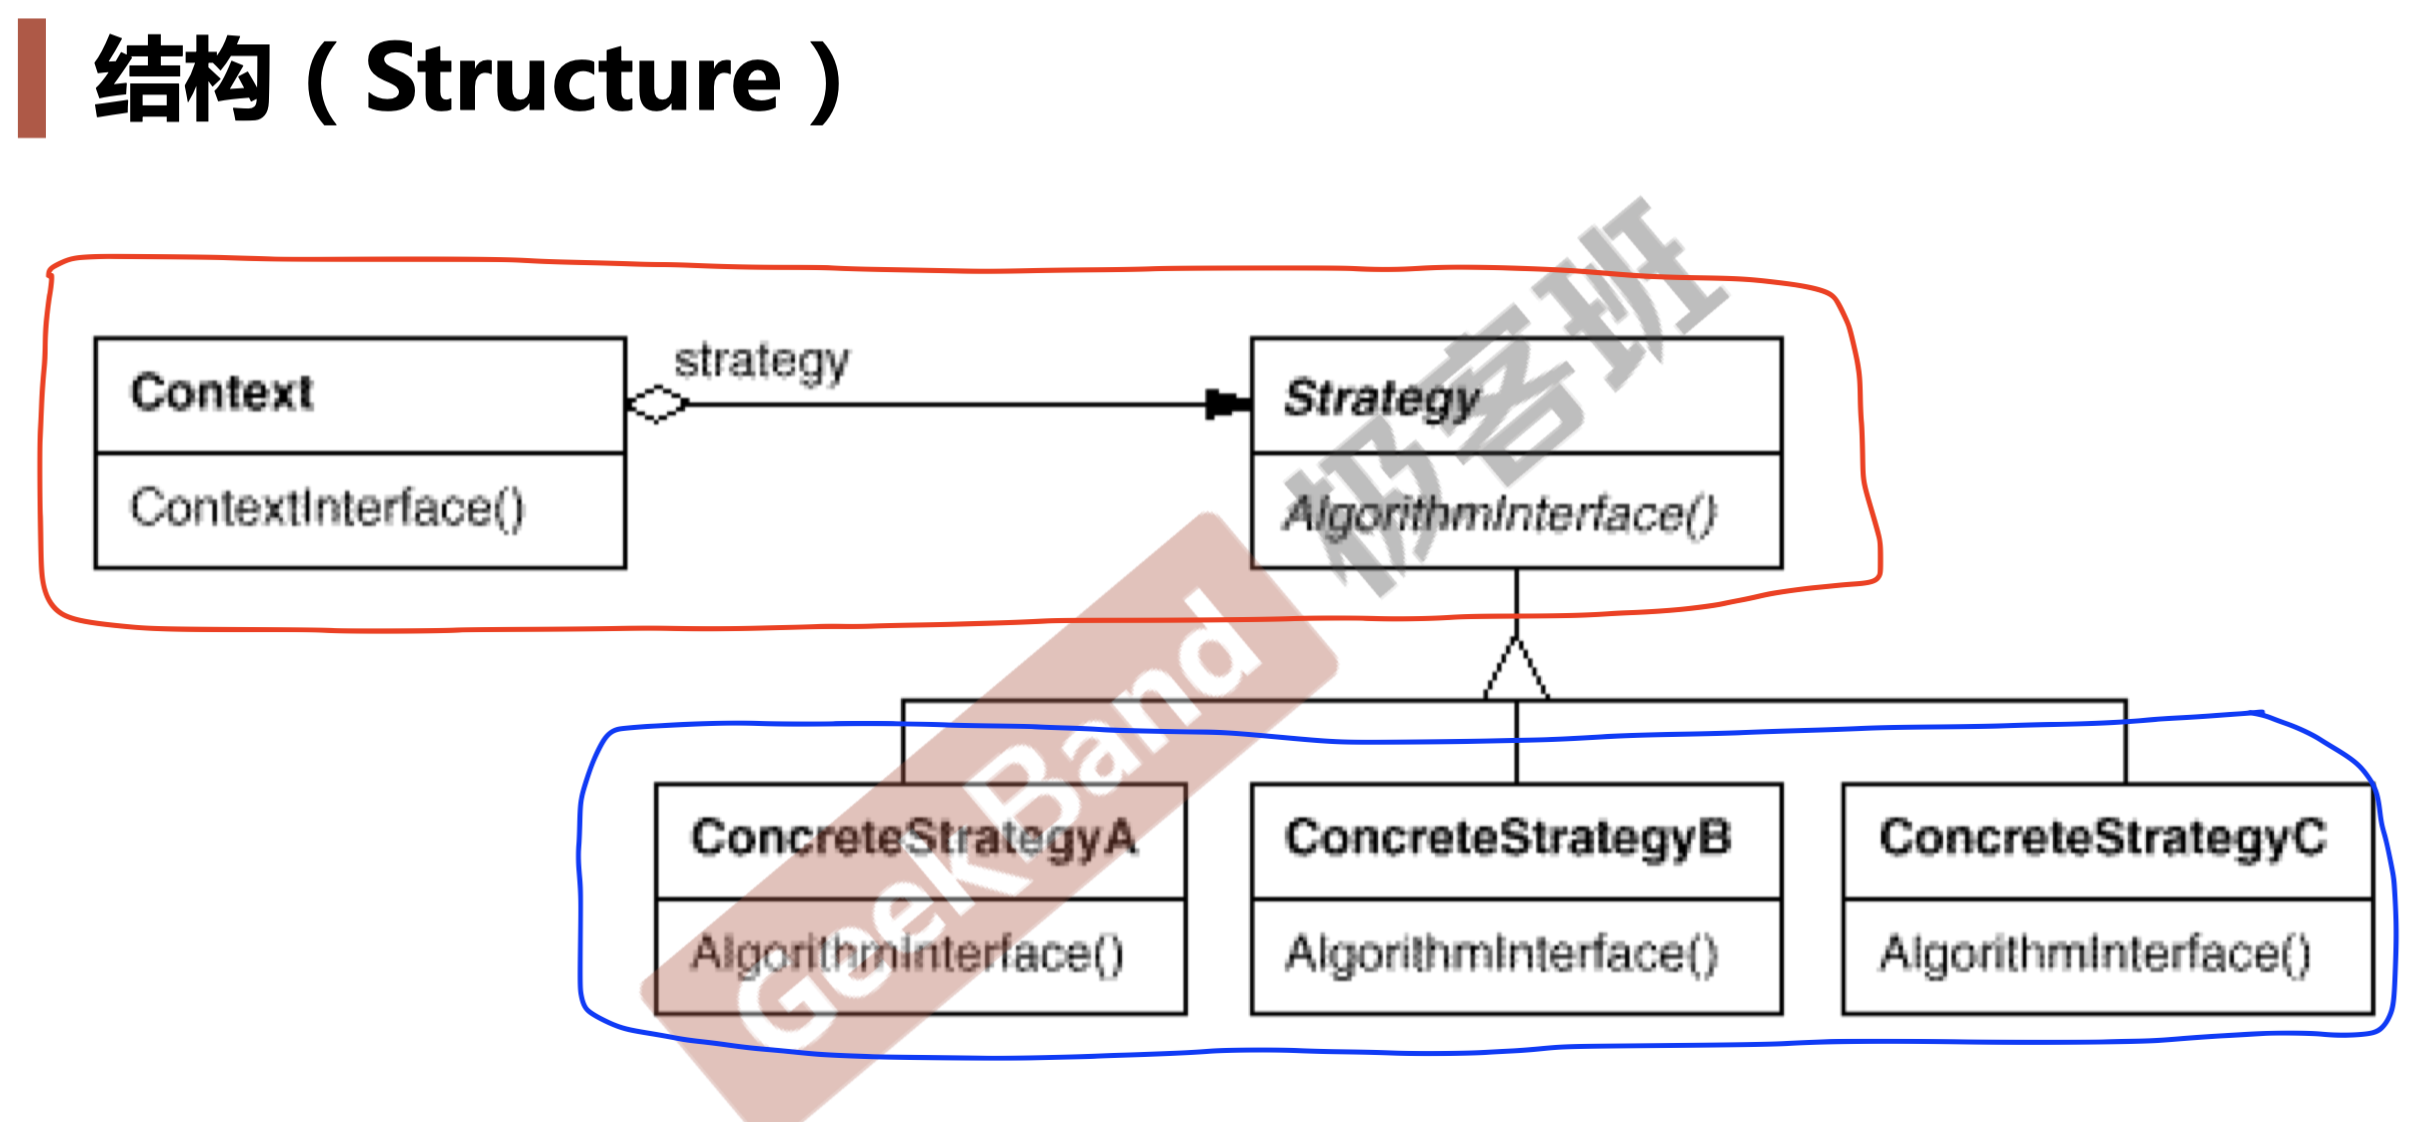 结构（Structure）
strategy
Context
Strategy
ContextInterface()
AlgorithmInterface()
ConcreteStrategyA
ConcreteStrategyB
ConcreteStrategyC
AlgorithmInterface()
AlgorithmInterface()
AlgorithmInterface()
GeekBand 极客班